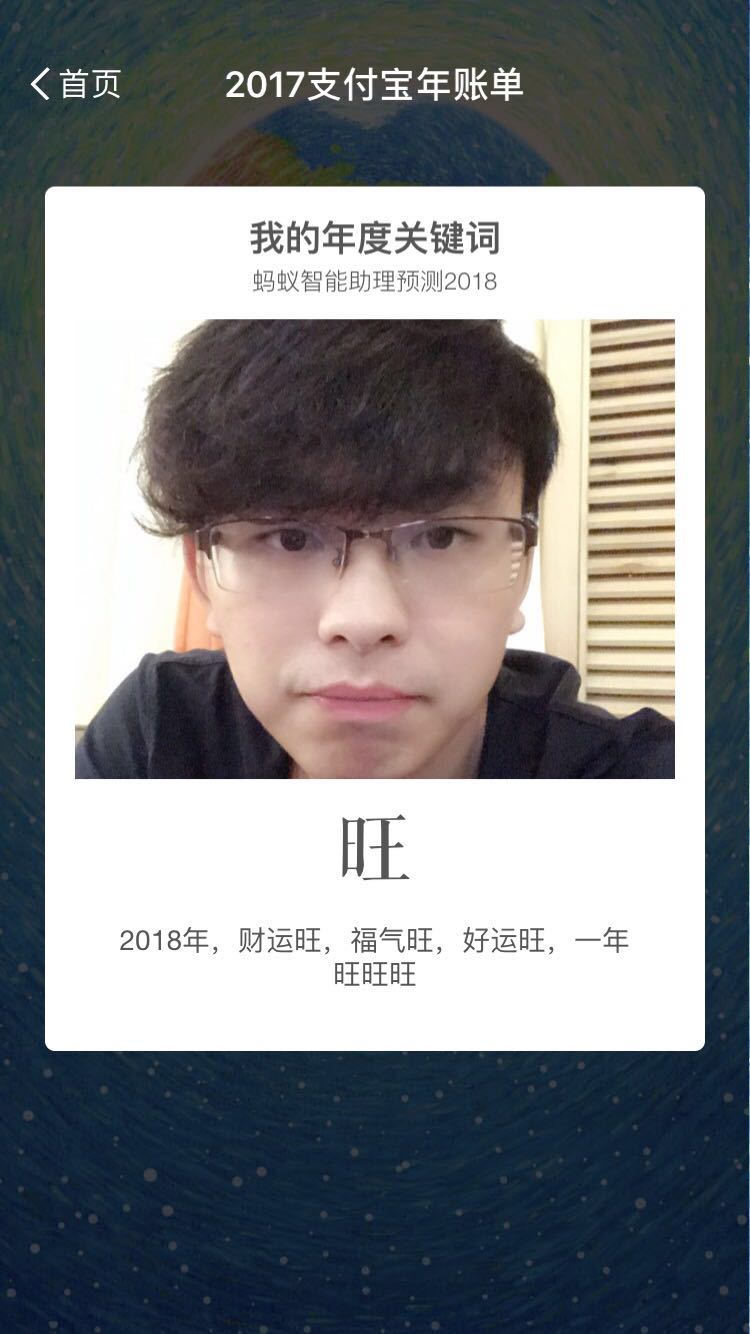 首页
2017支付宝年账单
我的年度关键词
蚂蚁智能助理预测2018
旺
2018年，财运旺，福气旺，好运旺，一年
旺旺旺